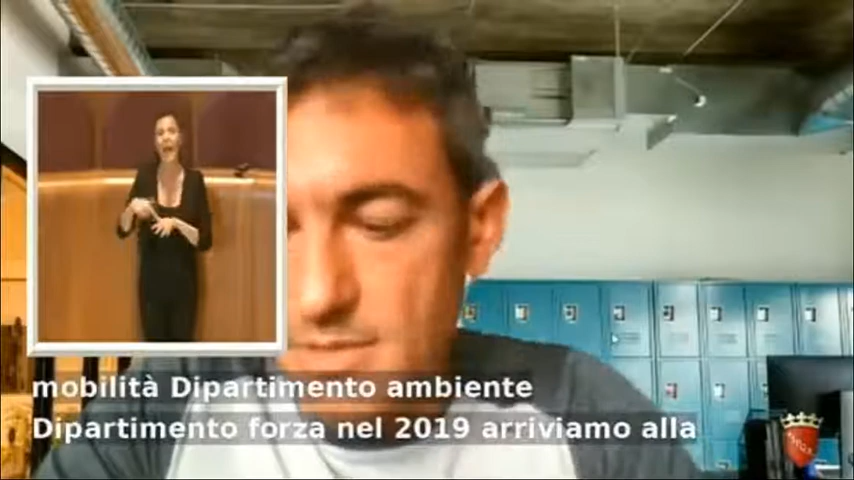 mobilità Dipartimento ambiente
Dipartimento forza nel 2019 arriviamo alla